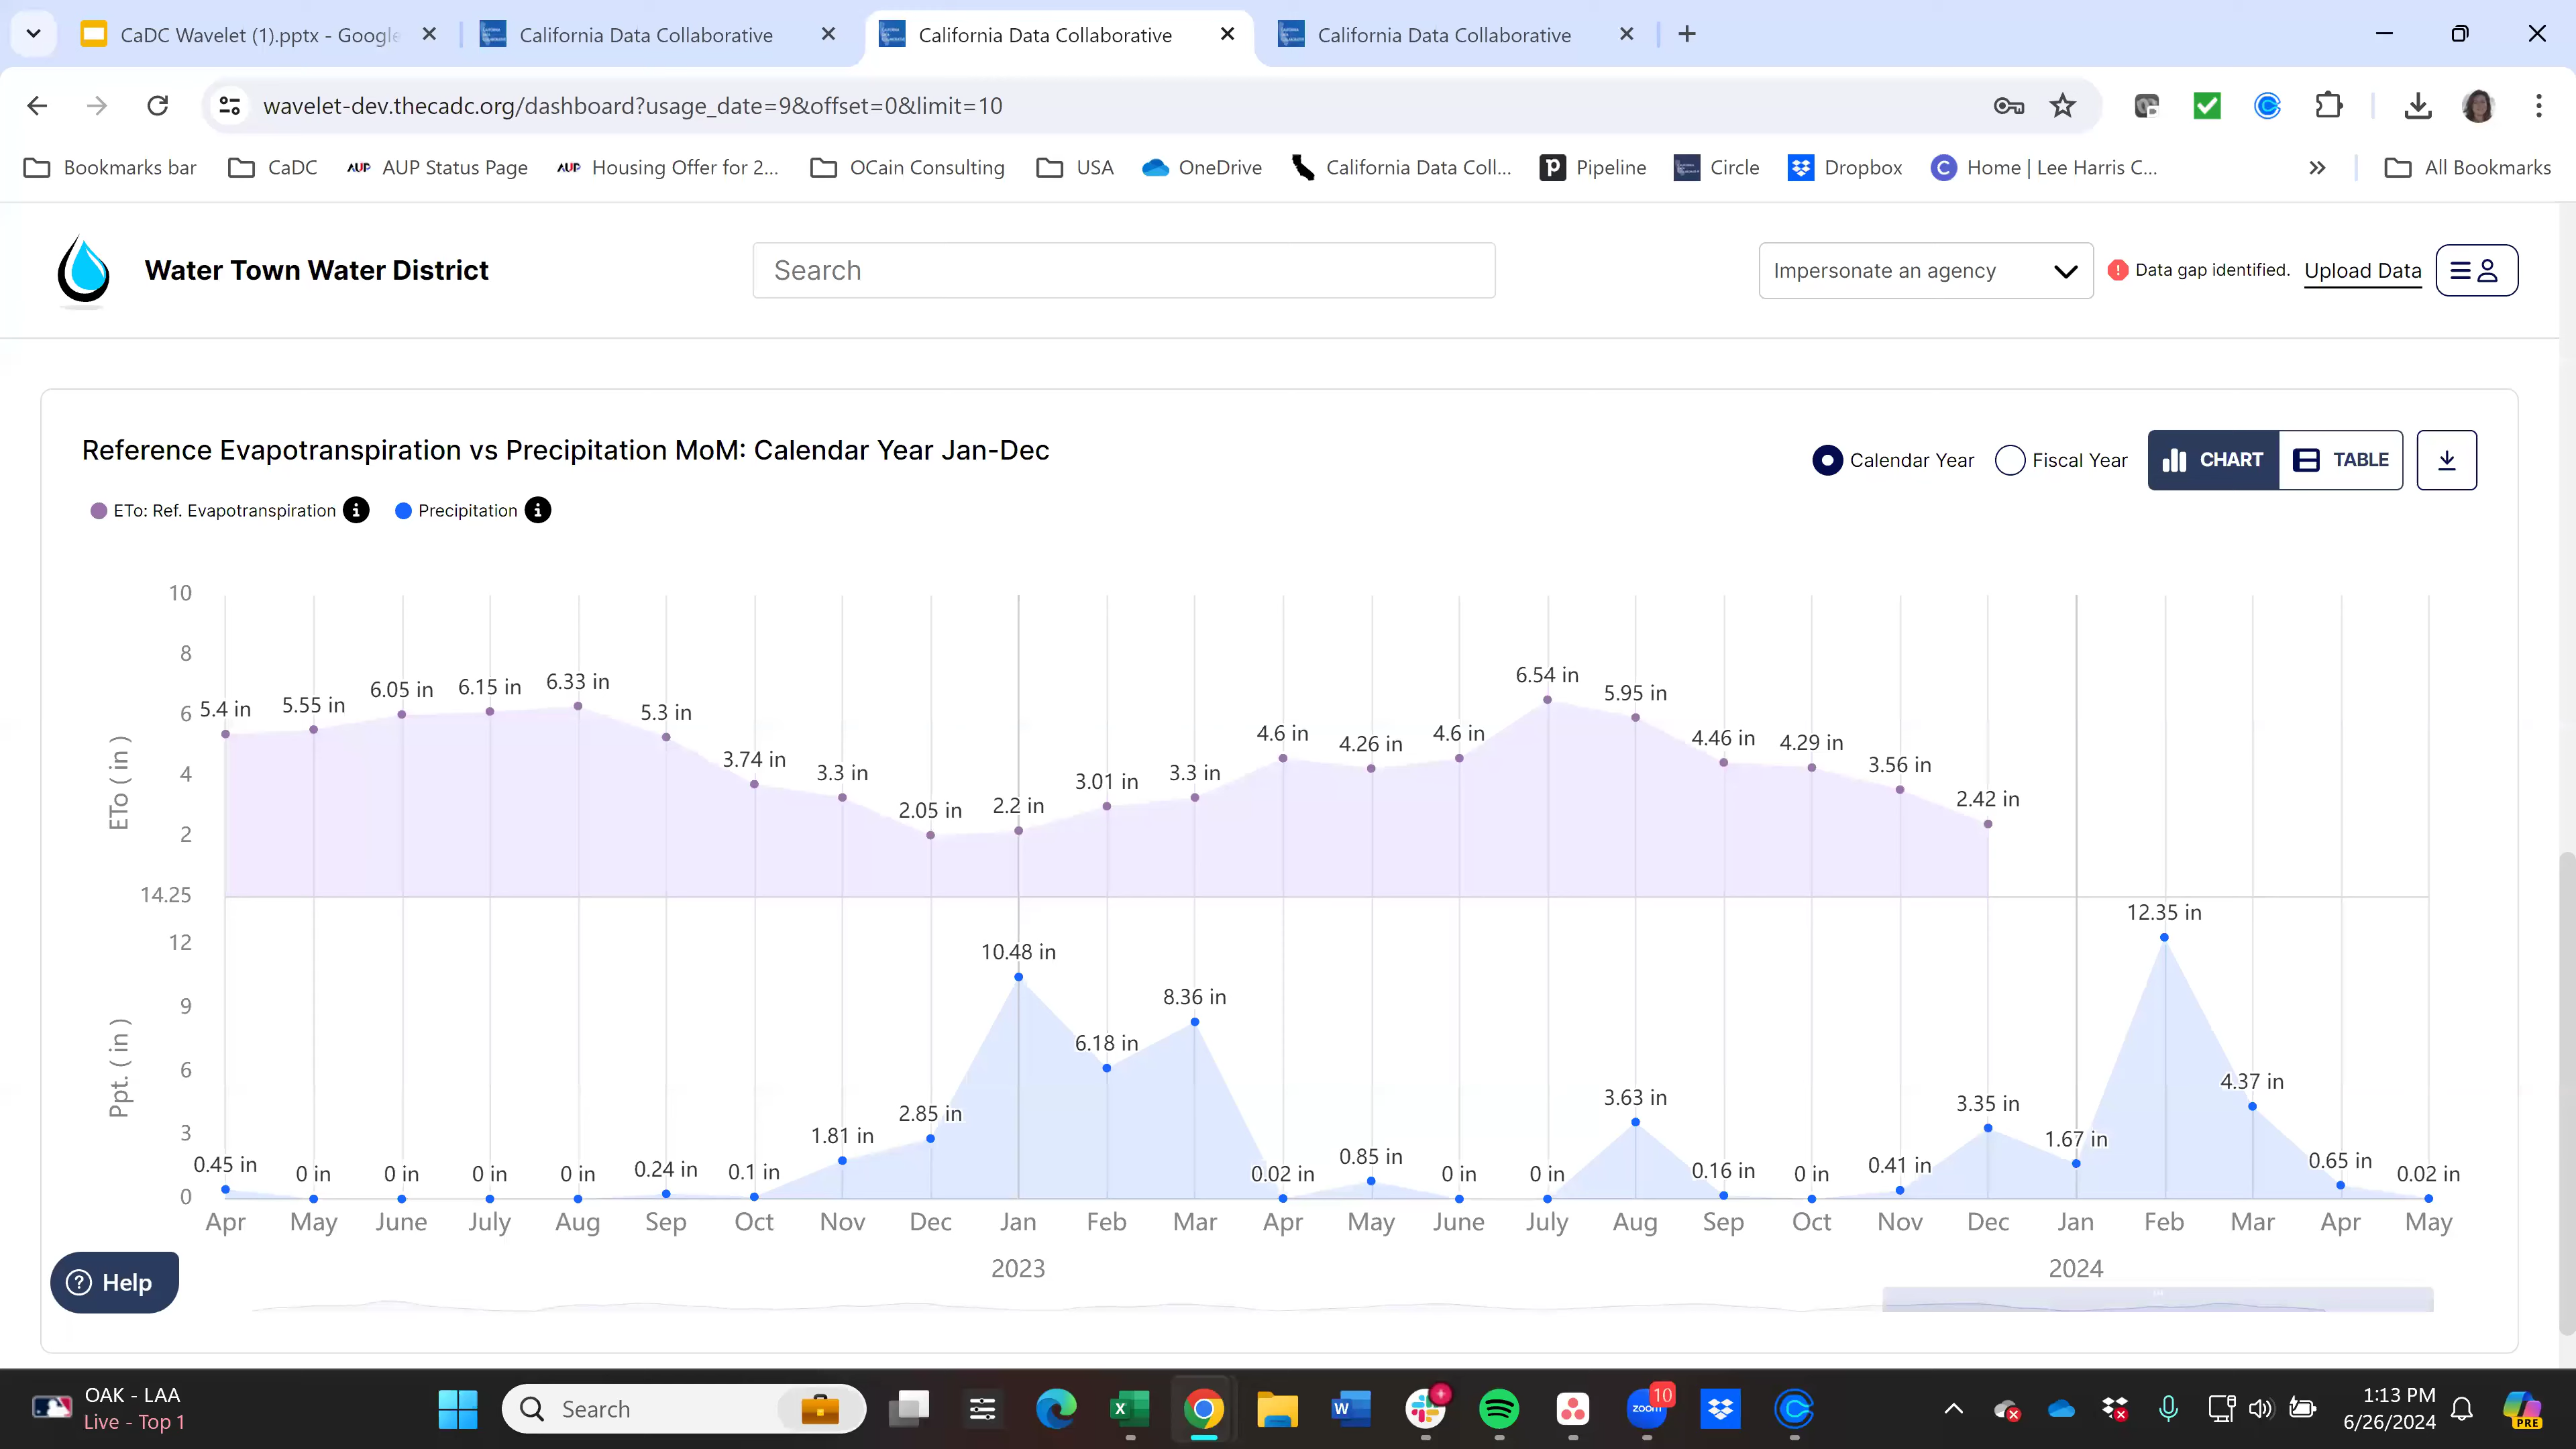 CaDC Wavelet (1).pptx - Google
California Data Collaborative
California Data Collaborative
California Data Collaborative
wavelet-dev.thecadc.org/dashboard?usage_date=9&offset=0&limit=10
Bookmarks bar
CaDC
AUP AUP Status Page
AUP Housing Offer for 2...
OCain Consulting
USA
OneDrive
California Data Coll...
p Pipeline
Circle
Dropbox
C Home | Lee Harris C...
» All Bookmarks
Water Town Water District
Search
Impersonate an agency
Data gap identified.
Upload Data
Reference Evapotranspiration vs Precipitation MoM: Calendar Year Jan-Dec
Calendar Year
Fiscal Year
CHART
TABLE
ETo: Ref. Evapotranspiration
Precipitation
10
8
6
4
2
ETo ( in )
5.4 in
5.55 in
6.05 in
6.15 in
6.33 in
5.3 in
3.74 in
3.3 in
2.05 in
2.2 in
3.01 in
3.3 in
4.6 in
4.26 in
4.6 in
6.54 in
5.95 in
4.46 in
4.29 in
3.56 in
2.42 in
14.25
12
9
6
3
0
Ppt. ( in )
0.45 in
0 in
0 in
0 in
0 in
0.24 in
0.1 in
1.81 in
2.85 in
10.48 in
6.18 in
8.36 in
0.02 in
0.85 in
0 in
0 in
3.63 in
0.16 in
0 in
0.41 in
3.35 in
1.67 in
12.35 in
4.37 in
0.65 in
0.02 in
Apr May June July Aug Sep Oct Nov Dec Jan Feb Mar Apr May June July Aug Sep Oct Nov Dec Jan Feb Mar Apr May
2023 2024
? Help
OAK - LAA
Live - Top 1
Search
X
W
zoom
10
1:13 PM
6/26/2024
PRE